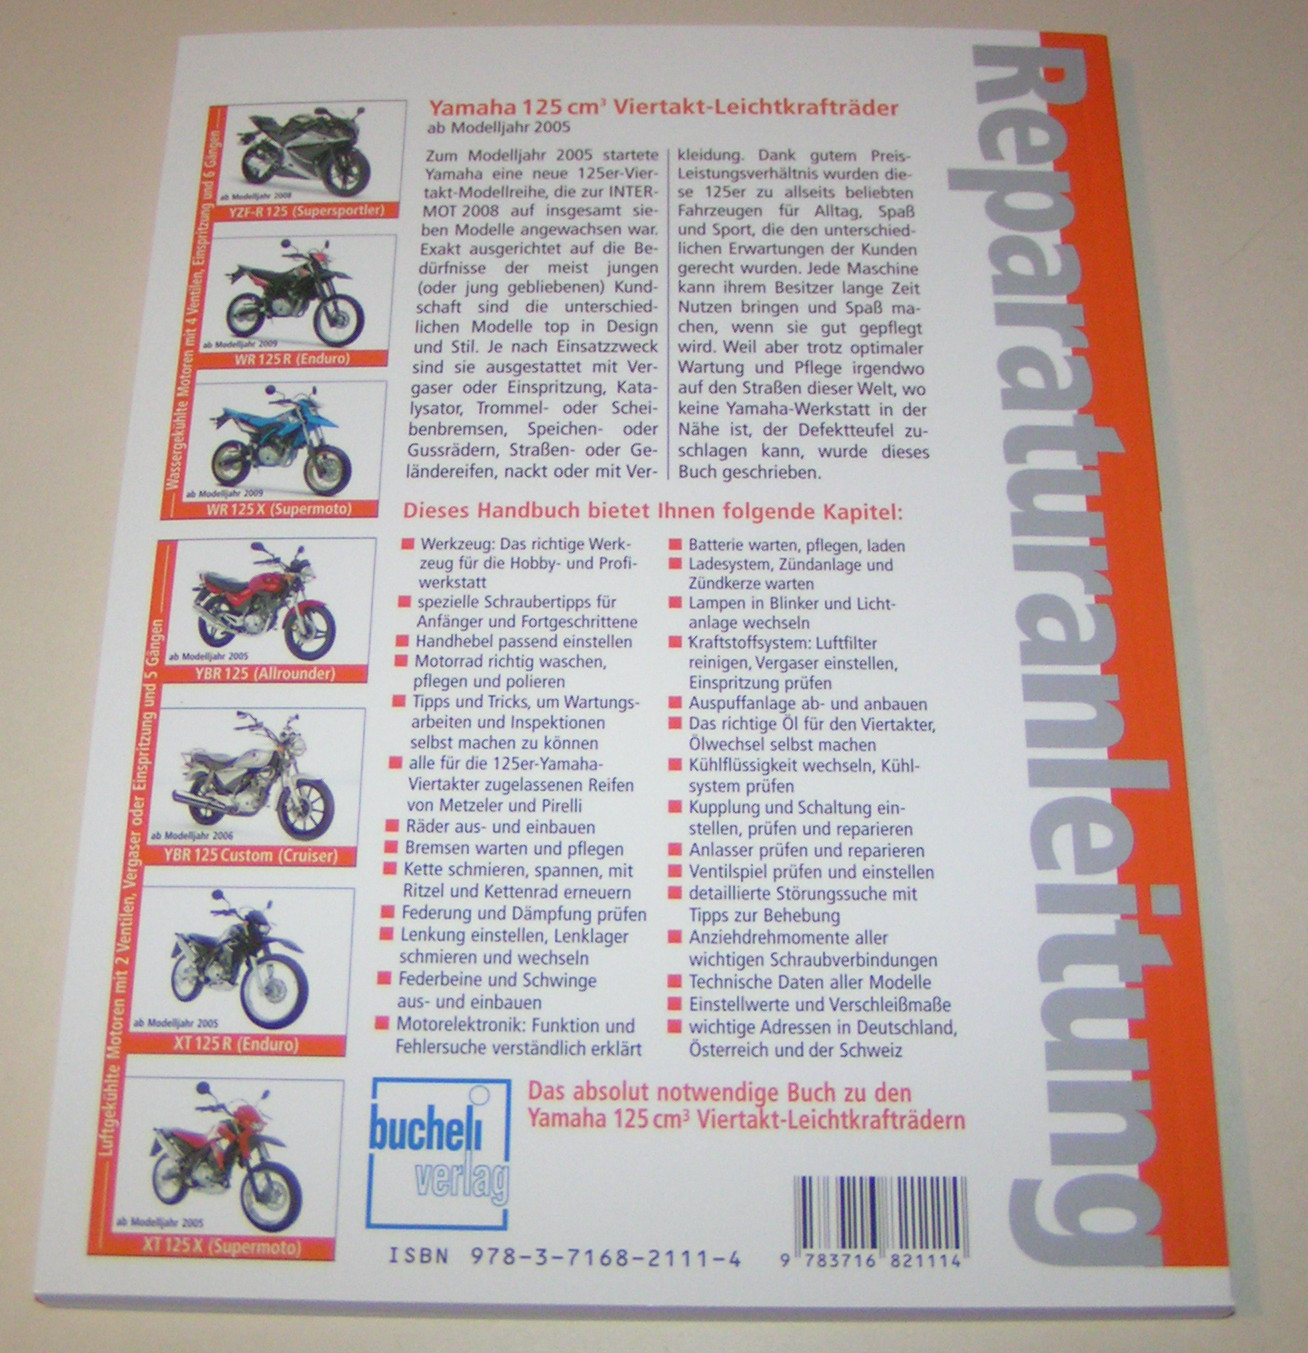 Yamaha 125 cm³ Viertakt-Leichtkrafträder
ab Modelljahr 2005
Zum Modelljahr 2005 startete
Yamaha eine neue 125er-Vier-
takt-Modellreihe, die zur INTER-
MOT 2008 auf insgesamt sie-
ben Modelle angewachsen war.
Exakt ausgerichtet auf die Be-
dürfnisse der meist jungen
(oder jung gebliebenen) Kund-
schaft sind die unterschied-
lichen Modelle top in Design
und Stil. Je nach Einsatzzweck
sind sie ausgestattet mit Ver-
gaser oder Einspritzung, Kata-
lysator, Trommel- oder Schei-
benbremsen, Speichen- oder
Gussrädern, Straßen- oder Ge-
ländereifen, nackt oder mit Ver-
kleidung. Dank gutem Preis-
Leistungsverhältnis wurden die-
se 125er zu allseits beliebten
Fahrzeugen für Alltag, Spaß
und Sport, die den unterschied-
lichen Erwartungen der Kunden
gerecht wurden. Jede Maschine
kann ihrem Besitzer lange Zeit
Nutzen bringen und Spaß ma-
chen, wenn sie gut gepflegt
wird. Weil aber trotz optimaler
Wartung und Pflege irgendwo
auf den Straßen dieser Welt, wo
keine Yamaha-Werkstatt in der
Nähe ist, der Defektteufel zu-
schlagen kann, wurde dieses
Buch geschrieben.
Dieses Handbuch bietet Ihnen folgende Kapitel:
Werkzeug: Das richtige Werk-
zeug für die Hobby- und Profi-
werkstatt
spezielle Schraubertipps für
Anfänger und Fortgeschrittene
Handhebel passend einstellen
Motorrad richtig waschen,
pflegen und polieren
Tipps und Tricks, um Wartungs-
arbeiten und Inspektionen
selbst machen zu können
alle für die 125er-Yamaha-
Viertakter zugelassenen Reifen
von Metzeler und Pirelli
Räder aus- und einbauen
Bremsen warten und pflegen
Kette schmieren, spannen, mit
Ritzel und Kettenrad erneuern
Federung und Dämpfung prüfen
Lenkung einstellen, Lenklager
schmieren und wechseln
Federbeine und Schwinge
aus- und einbauen
Motorelektronik: Funktion und
Fehlersuche verständlich erklärt
Batterie warten, pflegen, laden
Ladesystem, Zündanlage und
Zündkerze warten
Lampen in Blinker und Licht-
anlage wechseln
Kraftstoffsystem: Luftfilter
reinigen, Vergaser einstellen,
Einspritzung prüfen
Auspuffanlage ab- und anbauen
Das richtige Öl für den Viertakter,
Ölwechsel selbst machen
Kühlflüssigkeit wechseln, Kühl-
system prüfen
Kupplung und Schaltung ein-
stellen, prüfen und reparieren
Anlasser prüfen und reparieren
Ventilspiel prüfen und einstellen
detaillierte Störungssuche mit
Tipps zur Behebung
Anziehdrehmomente aller
wichtigen Schraubverbindungen
Technische Daten aller Modelle
Einstellwerte und Verschleißmaße
wichtige Adressen in Deutschland,
Österreich und der Schweiz
Das absolut notwendige Buch zu den
Yamaha 125 cm³ Viertakt-Leichtkrafträdern
bucheli
verlag
ISBN 978-3-7168-2111-4
9 783716 821114
Wassergekühlte Motoren mit 4 Ventilen, Einspritzung und 6 Gängen
ab Modelljahr 2008
YZF-R 125 (Supersportler)
ab Modelljahr 2009
WR 125 R (Enduro)
ab Modelljahr 2009
WR 125 X (Supermoto)
Luftgekühlte Motoren mit 2 Ventilen, Vergaser oder Einspritzung und 5 Gängen
ab Modelljahr 2005
YBR 125 (Allrounder)
ab Modelljahr 2006
YBR 125 Custom (Cruiser)
ab Modelljahr 2005
XT 125 R (Enduro)
ab Modelljahr 2005
XT 125 X (Supermoto)
Reparaturanleitung